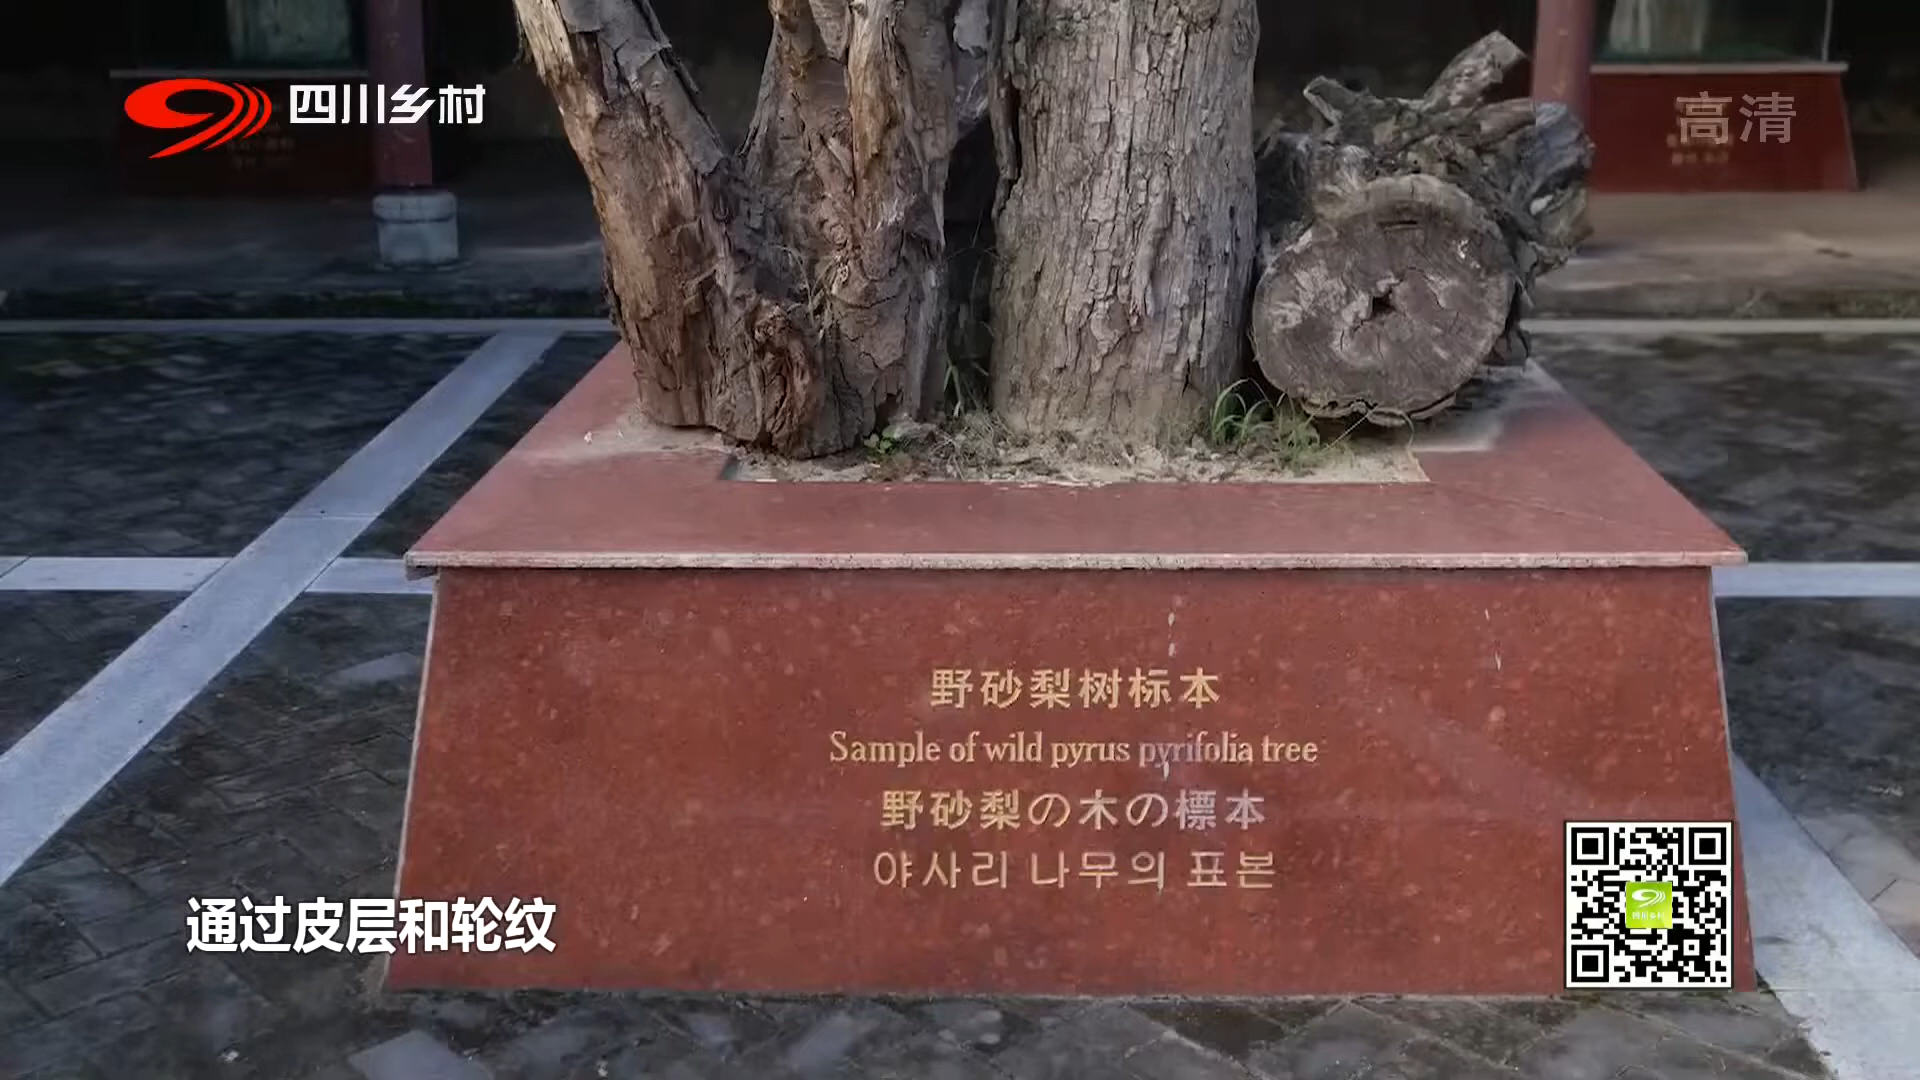 四川乡村
高清
野砂梨树标本
Sample of wild pyrus pyrifolia tree
野砂梨の木の標本
야사리 나무의 표본
四川乡村
通过皮层和轮纹